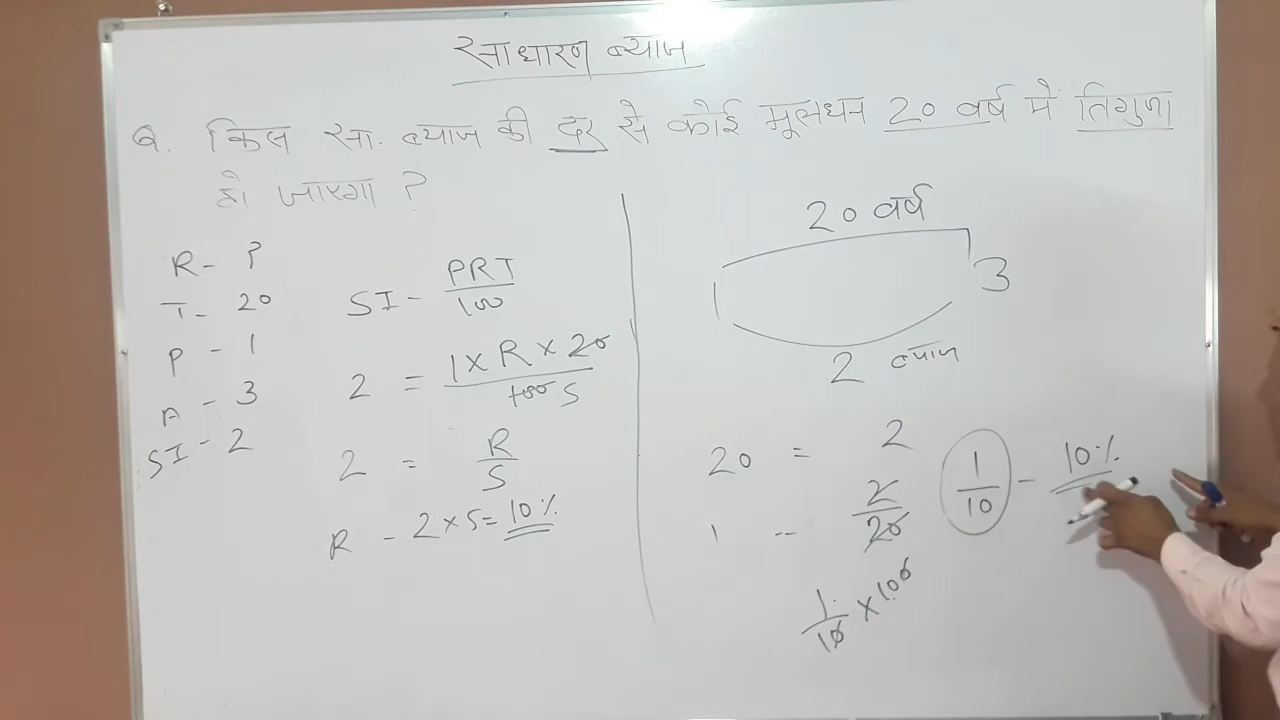 साधारण ब्याज
Q. किस सा. ब्याज की दर से कोई मूलधन 20 वर्ष में तिगुणा
हो जाएगा ?
R - ?
T - 20
P - 1
A - 3
SI - 2
SI - PRT/100
2 = 1 X R X 20/100 5
2 = R/5
R - 2 x 5 = 10%
20 वर्ष
3
2 ब्याज
20 = 2
1 -- 2/20
1/10 - 10%
1/10 x 100